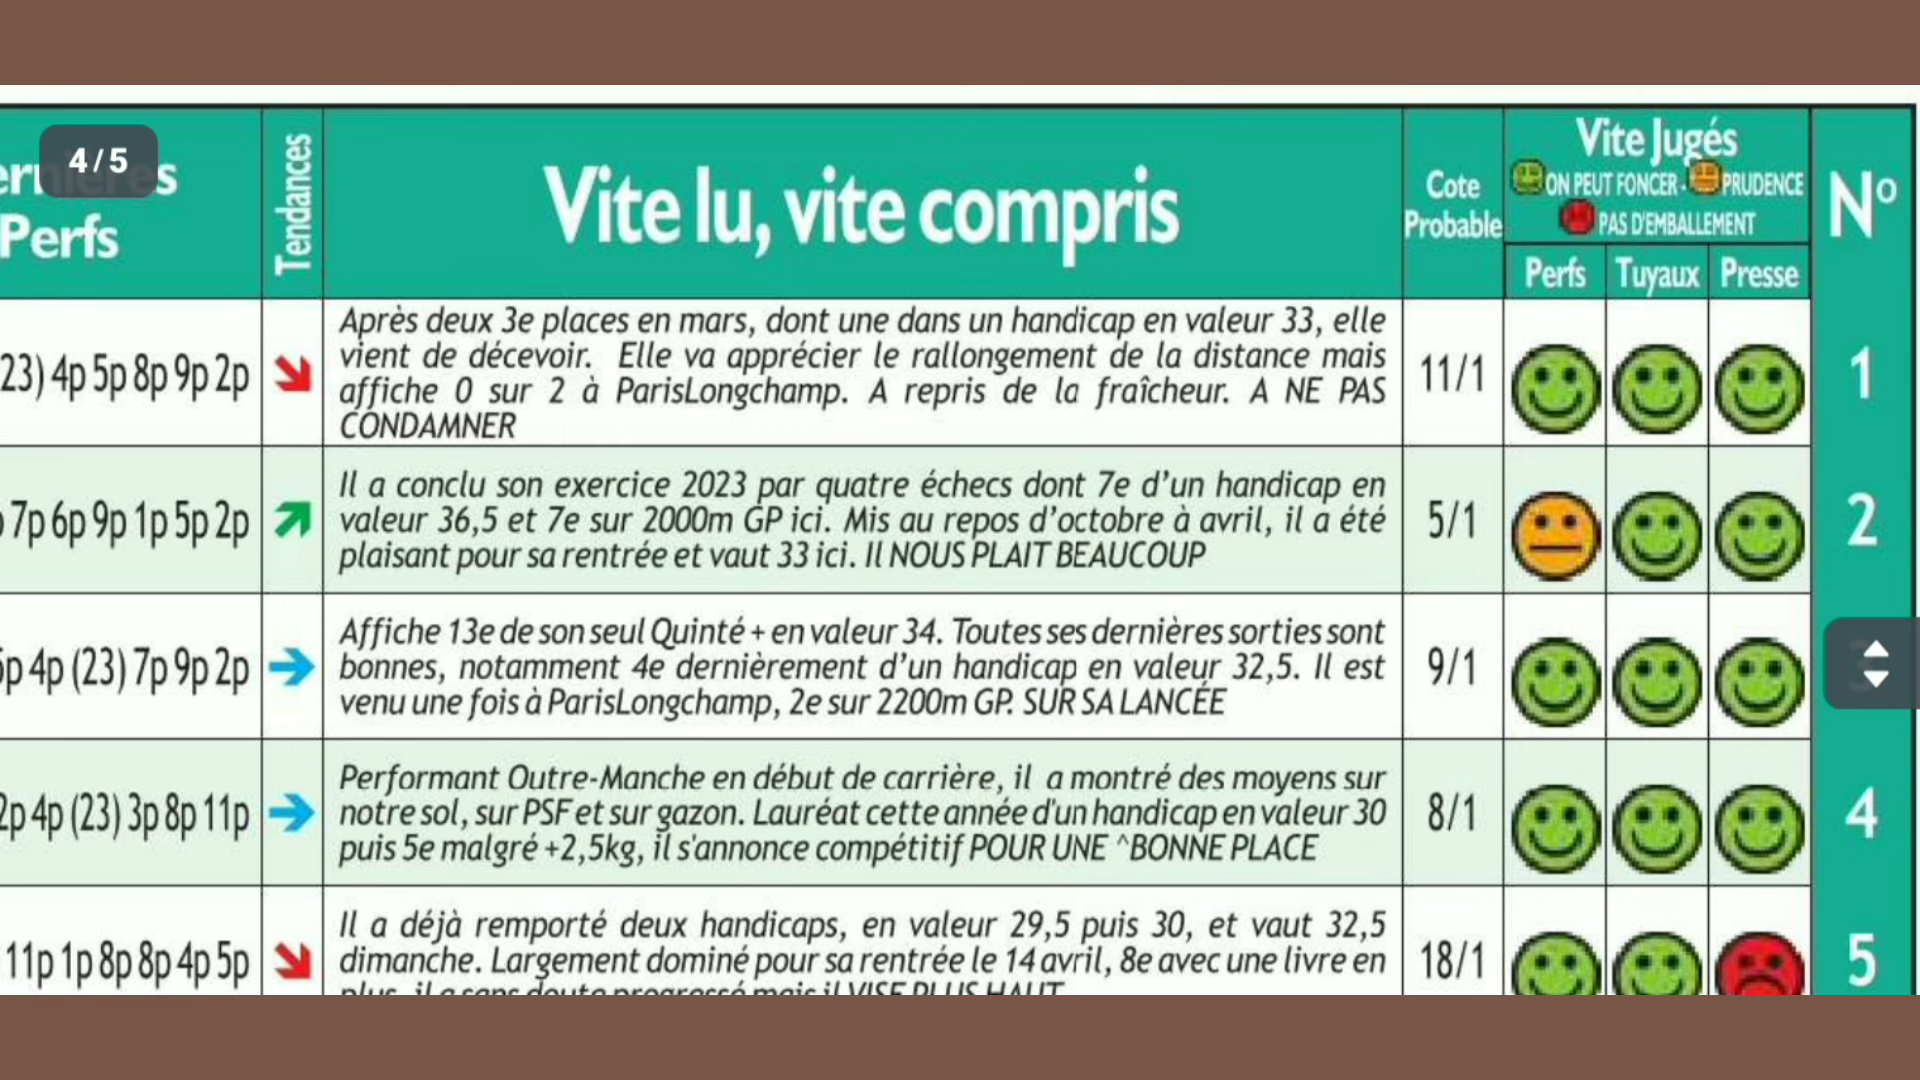 4/5
Perfs
Tendances
Vite lu, vite compris
Cote
Probable
Vite Jugés
ON PEUT FONCER - PRUDENCE
PAS D'EMBALLEMENT
Perfs Tuyaux Presse
N°
23) 4p 5p 8p 9p 2p
Après deux 3e places en mars, dont une dans un handicap en valeur 33, elle
vient de décevoir. Elle va apprécier le rallongement de la distance mais
affiche 0 sur 2 à ParisLongchamp. A repris de la fraîcheur. A NE PAS
CONDAMNER
11/1
1
7p 6p 9p 1p 5p 2p
Il a conclu son exercice 2023 par quatre échecs dont 7e d’un handicap en
valeur 36,5 et 7e sur 2000m GP ici. Mis au repos d’octobre à avril, il a été
plaisant pour sa rentrée et vaut 33 ici. Il NOUS PLAIT BEAUCOUP
5/1
2
4p (23) 7p 9p 2p
Affiche 13e de son seul Quinté + en valeur 34. Toutes ses dernières sorties sont
bonnes, notamment 4e dernièrement d’un handicap en valeur 32,5. Il est
venu une fois à ParisLongchamp, 2e sur 2200m GP. SUR SA LANCÉE
9/1
2p 4p (23) 3p 8p 11p
Performant Outre-Manche en début de carrière, il a montré des moyens sur
notre sol, sur PSF et sur gazon. Lauréat cette année d'un handicap en valeur 30
puis 5e malgré +2,5kg, il s'annonce compétitif POUR UNE ^BONNE PLACE
8/1
4
11p 1p 8p 8p 4p 5p
Il a déjà remporté deux handicaps, en valeur 29,5 puis 30, et vaut 32,5
dimanche. Largement dominé pour sa rentrée le 14 avril, 8e avec une livre en
plus, il a sans doute progressé mais il VISE PLUS HAUT
18/1
5